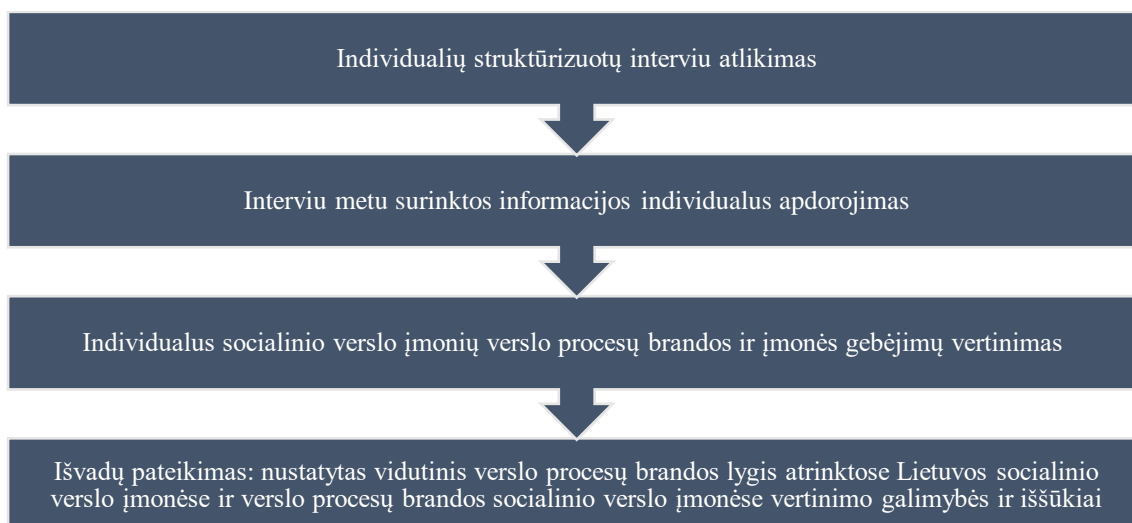 Individualių struktūrizuotų interviu atlikimas
Interviu metu surinktos informacijos individualus apdorojimas
Individualus socialinio verslo įmonių verslo procesų brandos ir įmonės gebėjimų vertinimas
Išvadų pateikimas: nustatytas vidutinis verslo procesų brandos lygis atrinktose Lietuvos socialinio
verslo įmonėse ir verslo procesų brandos socialinio verslo įmonėse vertinimo galimybės ir iššūkiai